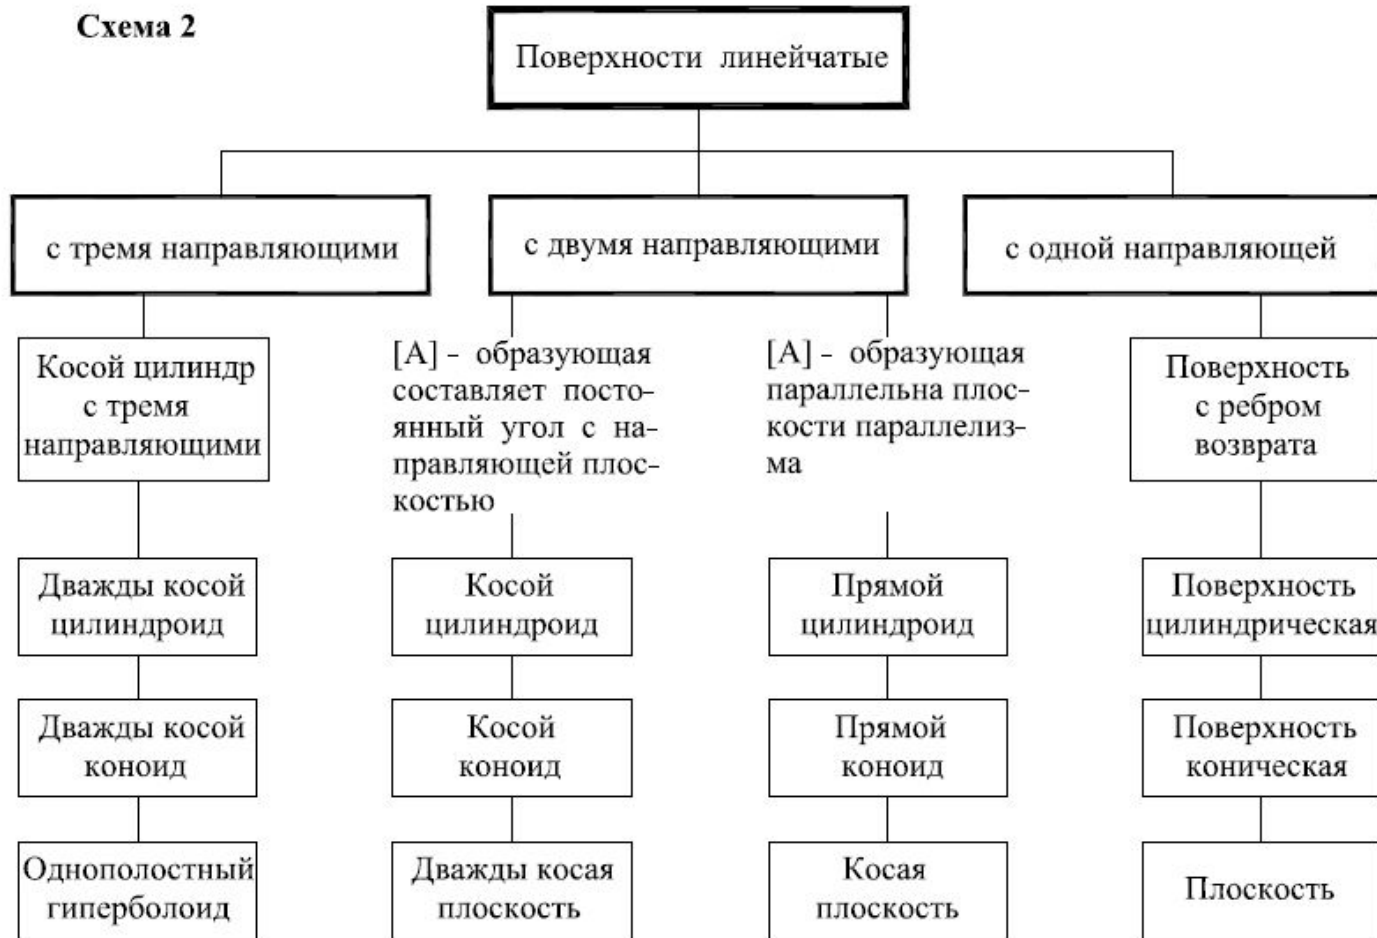 Схема 2
Поверхности линейчатые
с тремя направляющими
с двумя направляющими
с одной направляющей
Косой цилиндр
с тремя
направляющими
[А] - образующая
составляет посто-
янный угол с на-
правляющей плос-
костью
[А] - образующая
параллельна плос-
кости параллелиз-
ма
Поверхность
с ребром
возврата
Дважды косой
цилиндроид
Косой
цилиндроид
Прямой
цилиндроид
Поверхность
цилиндрическая
Дважды косой
коноид
Косой
коноид
Прямой
коноид
Поверхность
коническая
Однополостный
гиперболоид
Дважды косая
плоскость
Косая
плоскость
Плоскость